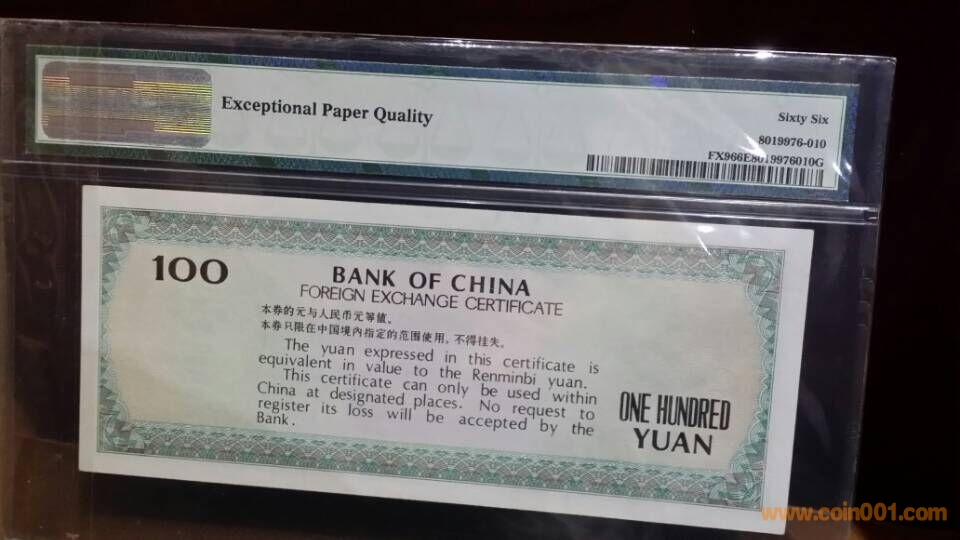 Exceptional Paper Quality
Sixty Six
8019976-010
FX966E8019976010G
100
BANK OF CHINA
FOREIGN EXCHANGE CERTIFICATE
本券的元与人民币元等值。
本券只限在中国境内指定的范围使用,不得挂失。
The yuan expressed in this certificate is
equivalent in value to the Renminbi yuan.
This certificate can only be used within
China at designated places. No request to
register its loss will be accepted by the
Bank.
ONE HUNDRED
YUAN
www.coin001.com